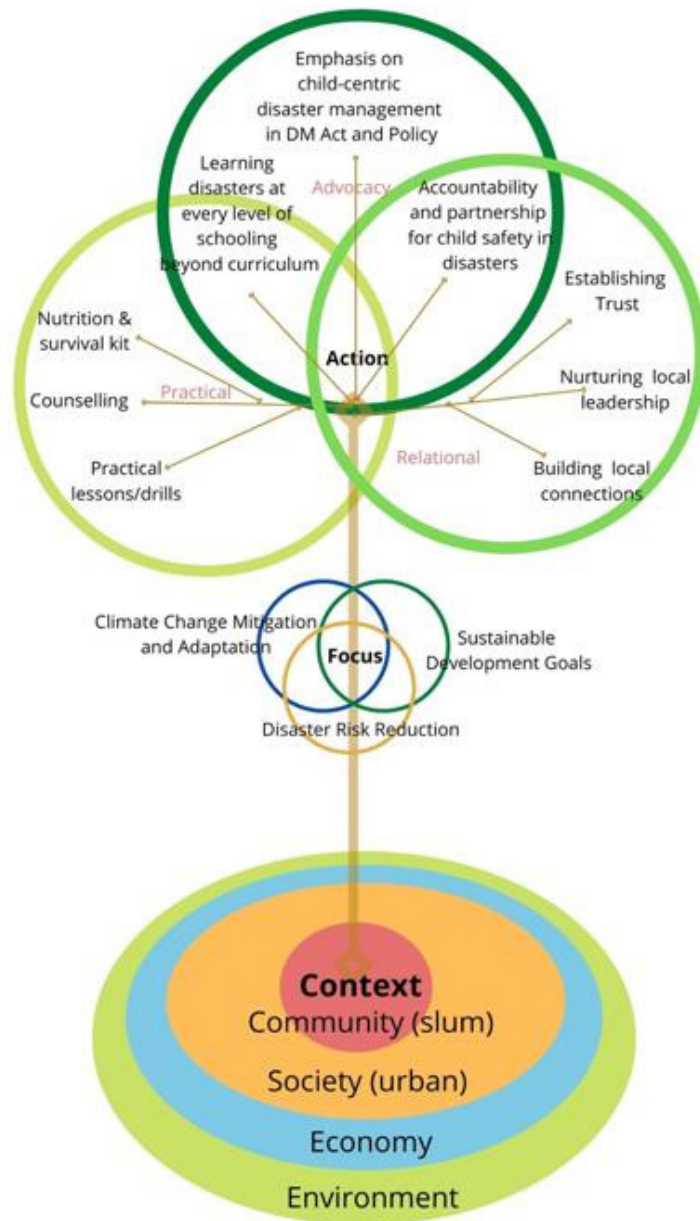 Emphasis on
child-centric
disaster management
in DM Act and Policy
Learning
disasters at
every level of
schooling
beyond curriculum
Advocacy
Accountability
and partnership
for child safety in
disasters
Establishing
Trust
Nutrition &
survival kit
Action
Practical
Counselling
Nurturing local
leadership
Practical
lessons/drills
Relational
Building local
connections
Climate Change Mitigation
and Adaptation
Focus
Sustainable
Development Goals
Disaster Risk Reduction
Context
Community (slum)
Society (urban)
Economy
Environment